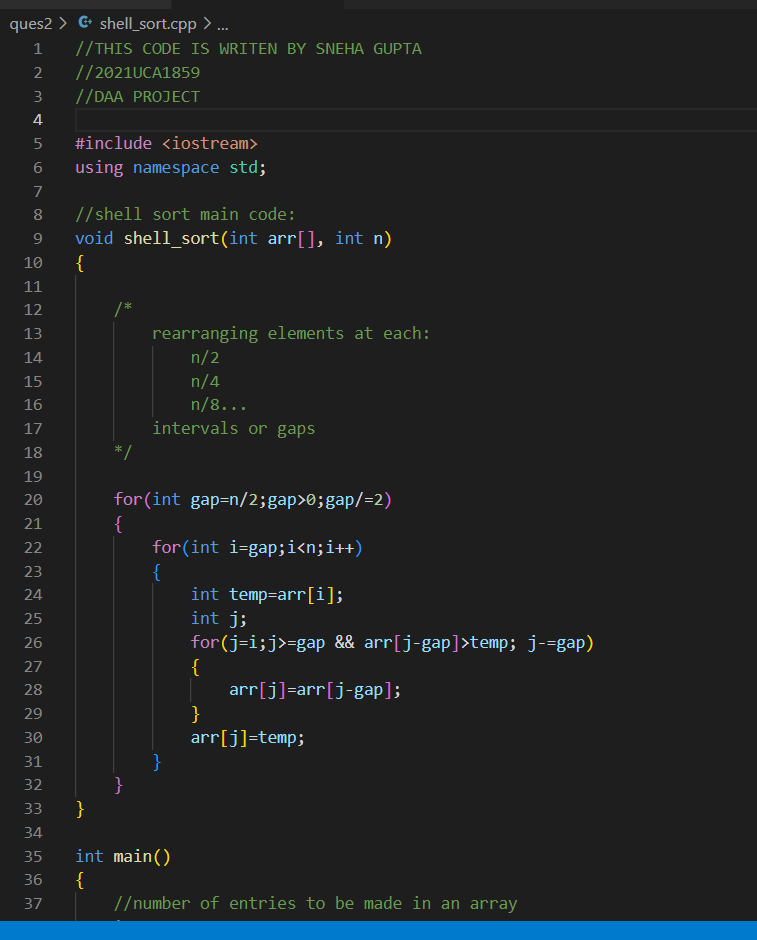 ques2 > shell_sort.cpp > ...
1 //THIS CODE IS WRITEN BY SNEHA GUPTA
2 //2021UCA1859
3 //DAA PROJECT
4
5 #include <iostream>
6 using namespace std;
7
8 //shell sort main code:
9 void shell_sort(int arr[], int n)
10 {
11
12     /*
13         rearranging elements at each:
14             n/2
15             n/4
16             n/8...
17         intervals or gaps
18     */
19
20     for(int gap=n/2;gap>0;gap/=2)
21     {
22         for(int i=gap;i<n;i++)
23         {
24             int temp=arr[i];
25             int j;
26             for(j=i;j>=gap && arr[j-gap]>temp; j-=gap)
27             {
28                 arr[j]=arr[j-gap];
29             }
30             arr[j]=temp;
31         }
32     }
33 }
34
35 int main()
36 {
37     //number of entries to be made in an array